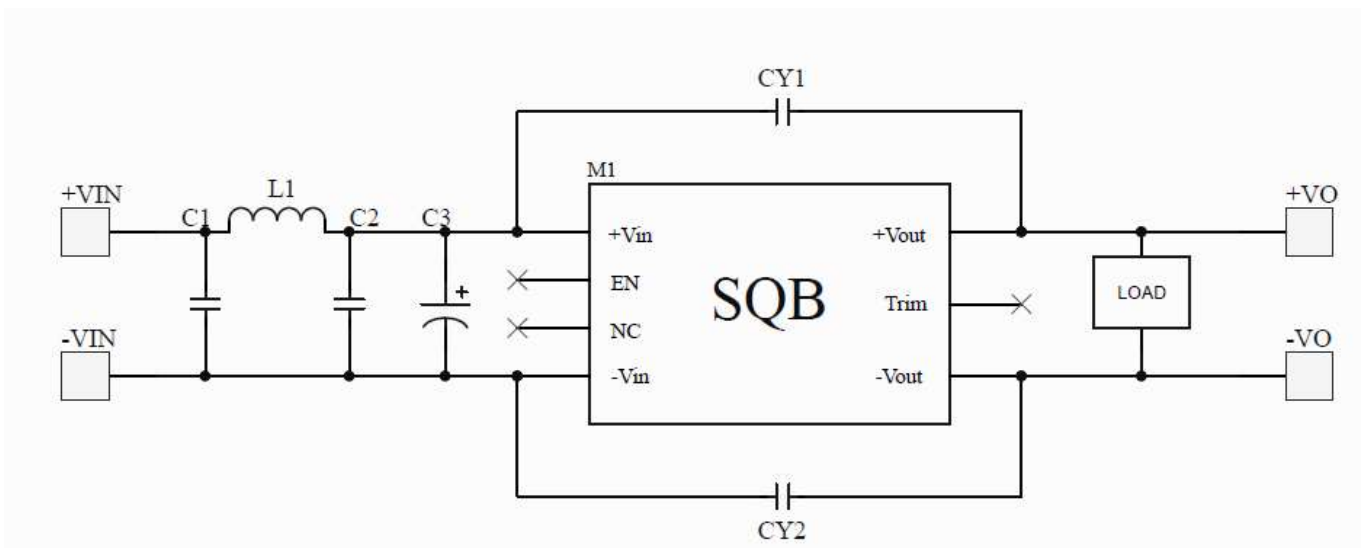 CY1
M1
+VIN
C1
L1
C2
C3
+Vin
+Vout
+VO
EN
SQB
Trim
LOAD
NC
-VIN
-Vin
-Vout
-VO
CY2